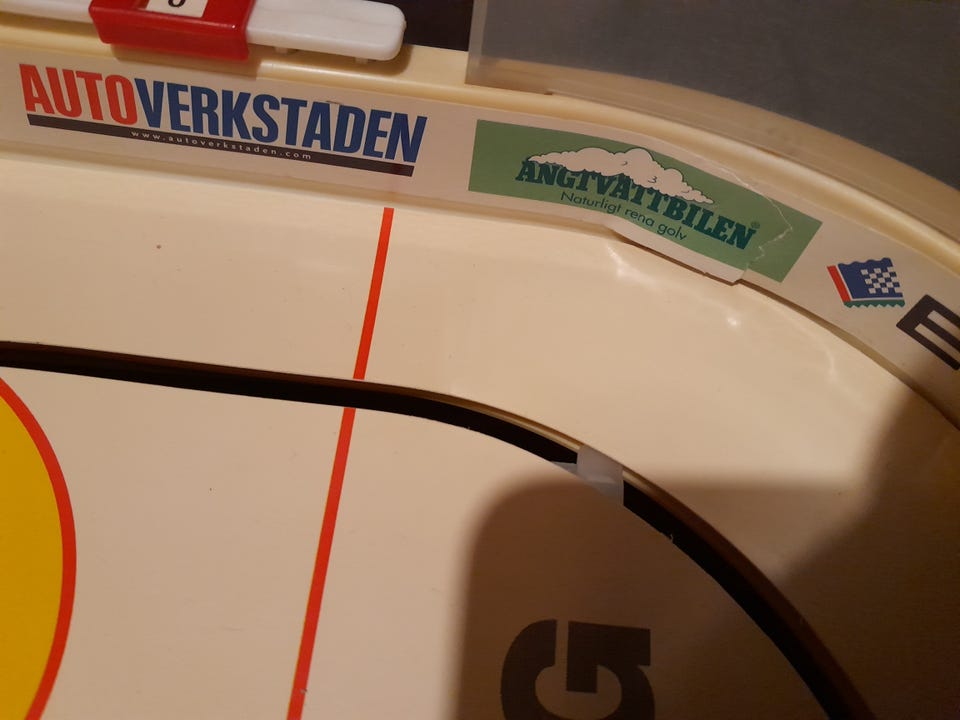 AUTOVERKSTADEN
www.autoverkstaden.com
ÅNGTVÄTTBILEN®
Naturligt rena golv
E
G